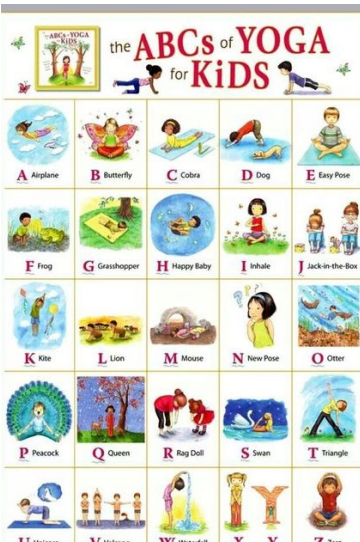 the ABCs of YOGA
for KiDS
the ABCs of YOGA for KiDS
A Airplane
B Butterfly
C Cobra
D Dog
E Easy Pose
F Frog
G Grasshopper
H Happy Baby
I Inhale
J Jack-in-the-Box
K Kite
L Lion
M Mouse
N New Pose
O Otter
P Peacock
Q Queen
R Rag Doll
S Swan
T Triangle